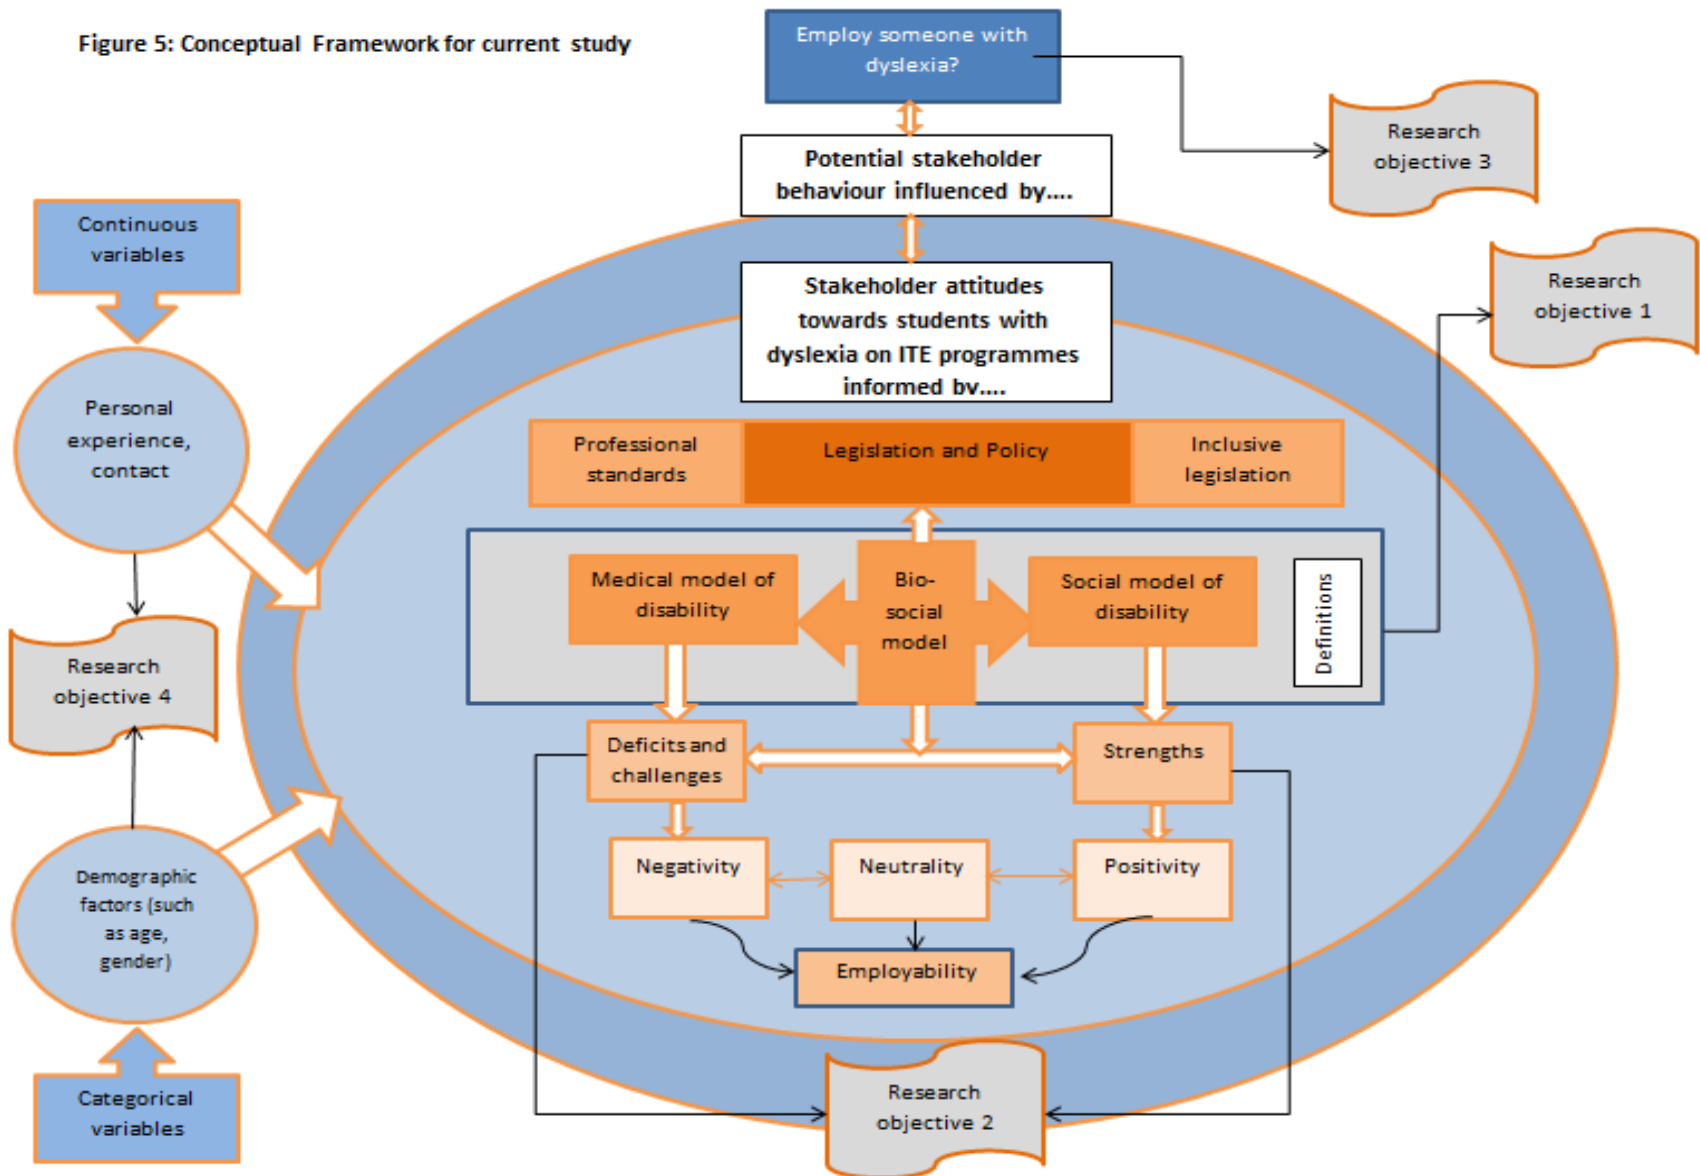 Figure 5: Conceptual Framework for current study
Employ someone with
dyslexia?
Research
objective 3
Potential stakeholder
behaviour influenced by....
Continuous
variables
Research
objective 1
Stakeholder attitudes
towards students with
dyslexia on ITE programmes
informed by....
Personal
experience,
contact
Professional
standards
Legislation and Policy
Inclusive
legislation
Medical model of
disability
Bio-
social
model
Social model of
disability
Definitions
Research
objective 4
Deficits and
challenges
Strengths
Negativity
Neutrality
Positivity
Demographic
factors (such
as age,
gender)
Employability
Categorical
variables
Research
objective 2